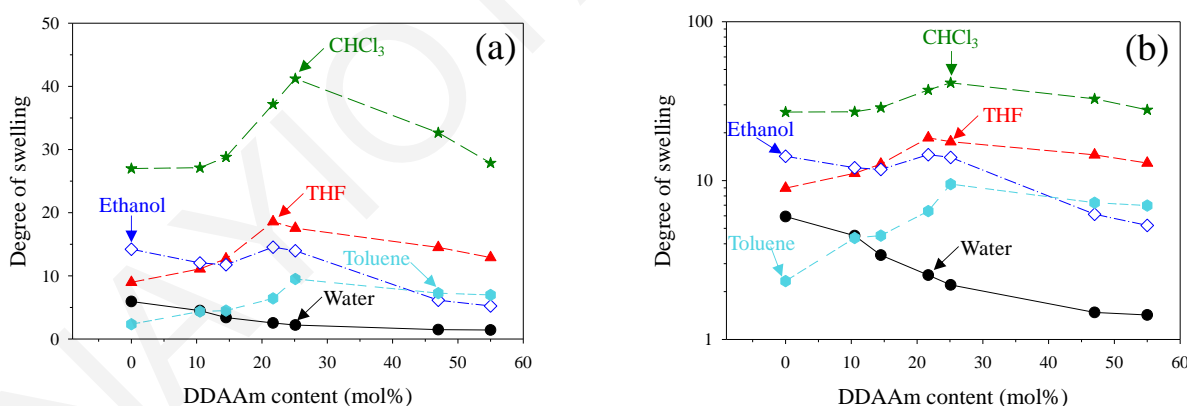 (a)
50
40
30
20
10
0
Degree of swelling
CHCl₃
THF
Ethanol
Toluene
Water
0 10 20 30 40 50 60
DDAAm content (mol%)
(b)
100
10
1
Degree of swelling
CHCl₃
THF
Ethanol
Toluene
Water
0 10 20 30 40 50 60
DDAAm content (mol%)